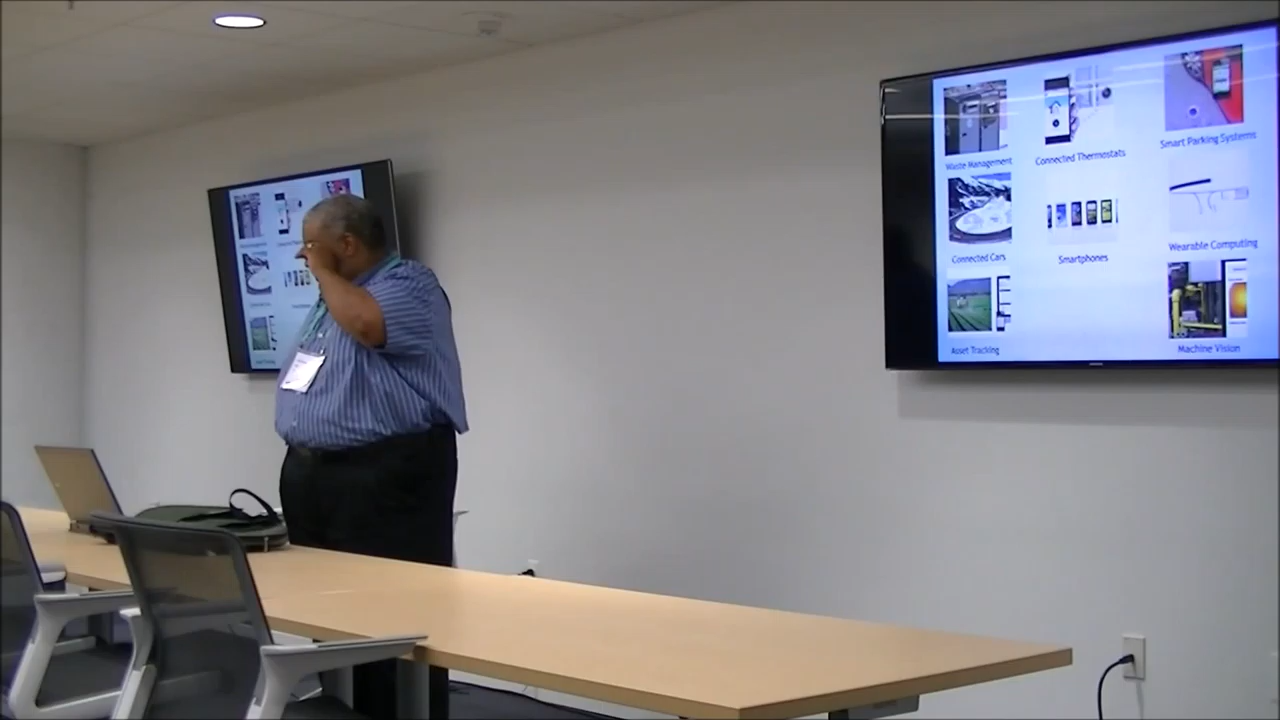 Waste Management
Connected Thermostats
Smart Parking Systems
Connected Cars
Smartphones
Wearable Computing
Asset Tracking
Machine Vision